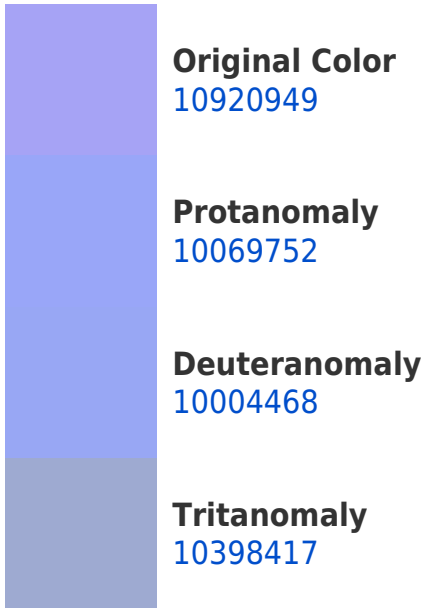 Original Color
10920949
Protanomaly
10069752
Deuteranomaly
10004468
Tritanomaly
10398417